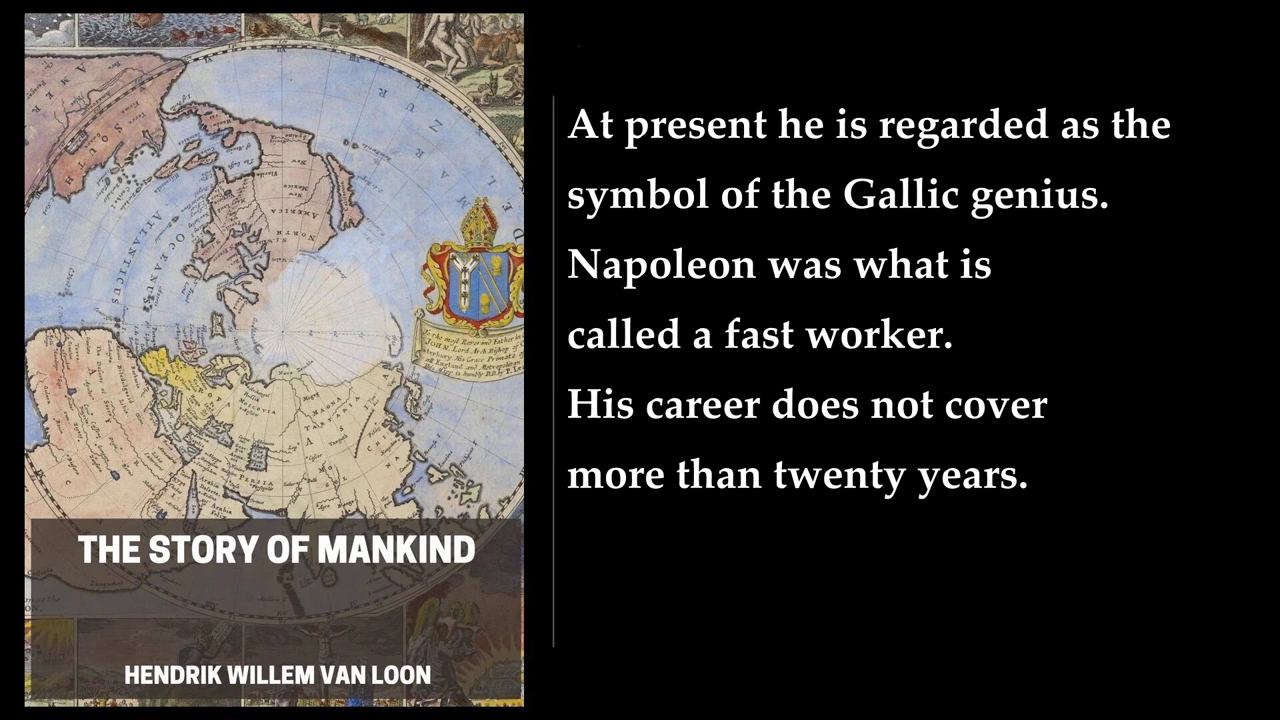 THE STORY OF MANKIND
HENDRIK WILLEM VAN LOON
At present he is regarded as the
symbol of the Gallic genius.
Napoleon was what is
called a fast worker.
His career does not cover
more than twenty years.